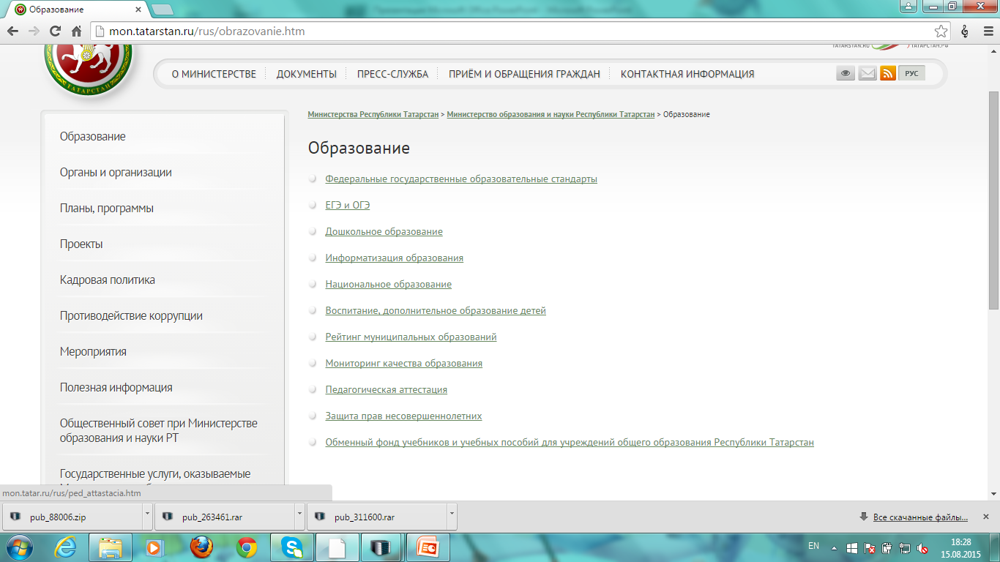 Образование
mon.tatarstan.ru/rus/obrazovanie.htm
ТАТАРСТАН
TATARSTAN.RU
О МИНИСТЕРСТВЕ ДОКУМЕНТЫ ПРЕСС-СЛУЖБА ПРИЁМ И ОБРАЩЕНИЯ ГРАЖДАН КОНТАКТНАЯ ИНФОРМАЦИЯ РУС
Министерства Республики Татарстан > Министерство образования и науки Республики Татарстан > Образование
Образование
Органы и организации
Планы, программы
Проекты
Кадровая политика
Противодействие коррупции
Мероприятия
Полезная информация
Общественный совет при Министерстве
образования и науки РТ
Государственные услуги, оказываемые
Образование
Федеральные государственные образовательные стандарты
ЕГЭ и ОГЭ
Дошкольное образование
Информатизация образования
Национальное образование
Воспитание, дополнительное образование детей
Рейтинг муниципальных образований
Мониторинг качества образования
Педагогическая аттестация
Защита прав несовершеннолетних
Обменный фонд учебников и учебных пособий для учреждений общего образования Республики Татарстан
mon.tatar.ru/rus/ped_attastacia.htm
pub_88006.zip pub_263461.rar pub_311600.rar Все скачанные файлы...
EN 18:28
15.08.2015